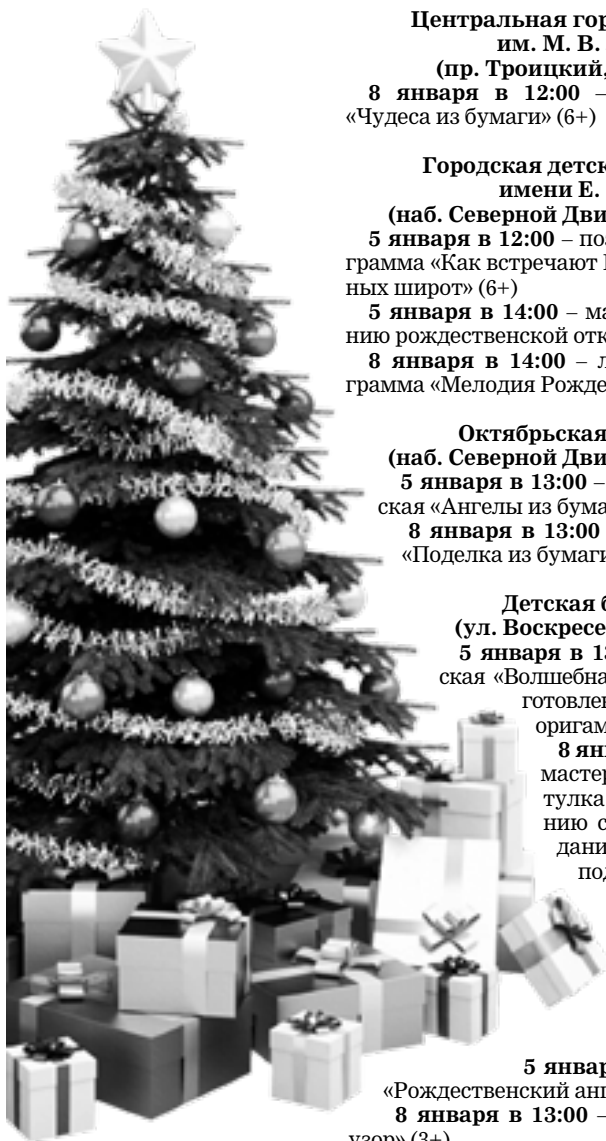 Центральная гор
им. М. В.
(пр. Троицкий,
8 января в 12:00 –
«Чудеса из бумаги» (6+)
Городская детск
имени Е.
(наб. Северной Дви
5 января в 12:00 – поз
грамма «Как встречают
ных широт» (6+)
5 января в 14:00 – ма
нию рождественской отк
8 января в 14:00 – л
грамма «Мелодия Рожде
Октябрьская
(наб. Северной Дви
5 января в 13:00 –
ская «Ангелы из бума
8 января в 13:00
«Поделка из бумаги
Детская б
(ул. Воскресе
5 января в 13
ская «Волшебна
готовлен
оригам
8 янв
мастер
тулка
нию с
дани
под
5 январ
«Рождественский анг
8 января в 13:00 –
узор» (3+)